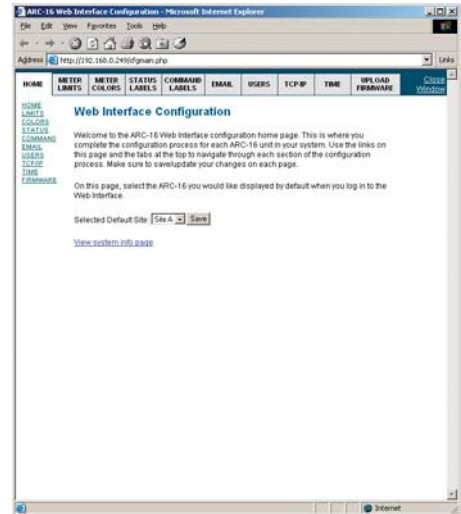 ARC-16 Web Interface Configuration - Microsoft Internet Explorer
File Edit View Favorites Tools Help
Address http://192.168.0.249/cfgmain.php Links
HOME METER LIMITS METER COLORS STATUS LABELS COMMAND LABELS EMAIL USERS TCP-IP TIME UPLOAD FIRMWARE Close Window
HOME
LIMITS
COLORS
STATUS
COMMAND
EMAIL
USERS
TCP/IP
TIME
FIRMWARE
Web Interface Configuration
Welcome to the ARC-16 Web Interface configuration home page. This is where you
complete the configuration process for each ARC-16 unit in your system. Use the links on
this page and the tabs at the top to navigate through each section of the configuration
process. Make sure to save/update your changes on each page.
On this page, select the ARC-16 you would like displayed by default when you log in to the
Web Interface.
Selected Default Site: Site A Save
View system info page
Internet